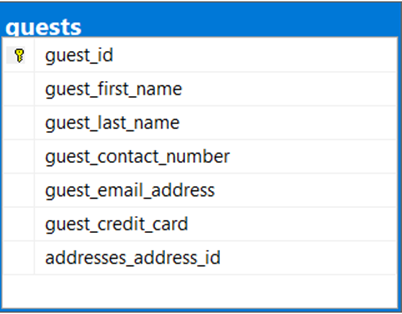 guests
guest_id
guest_first_name
guest_last_name
guest_contact_number
guest_email_address
guest_credit_card
addresses_address_id